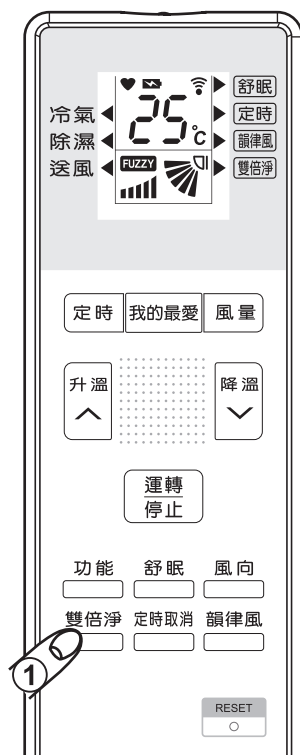 舒眠
冷氣 25°C 定時
除濕 韻律風
送風 FUZZY 雙倍淨
定時 我的最愛 風量
升溫 降溫
運轉
停止
功能 舒眠 風向
雙倍淨 定時取消 韻律風
1
RESET